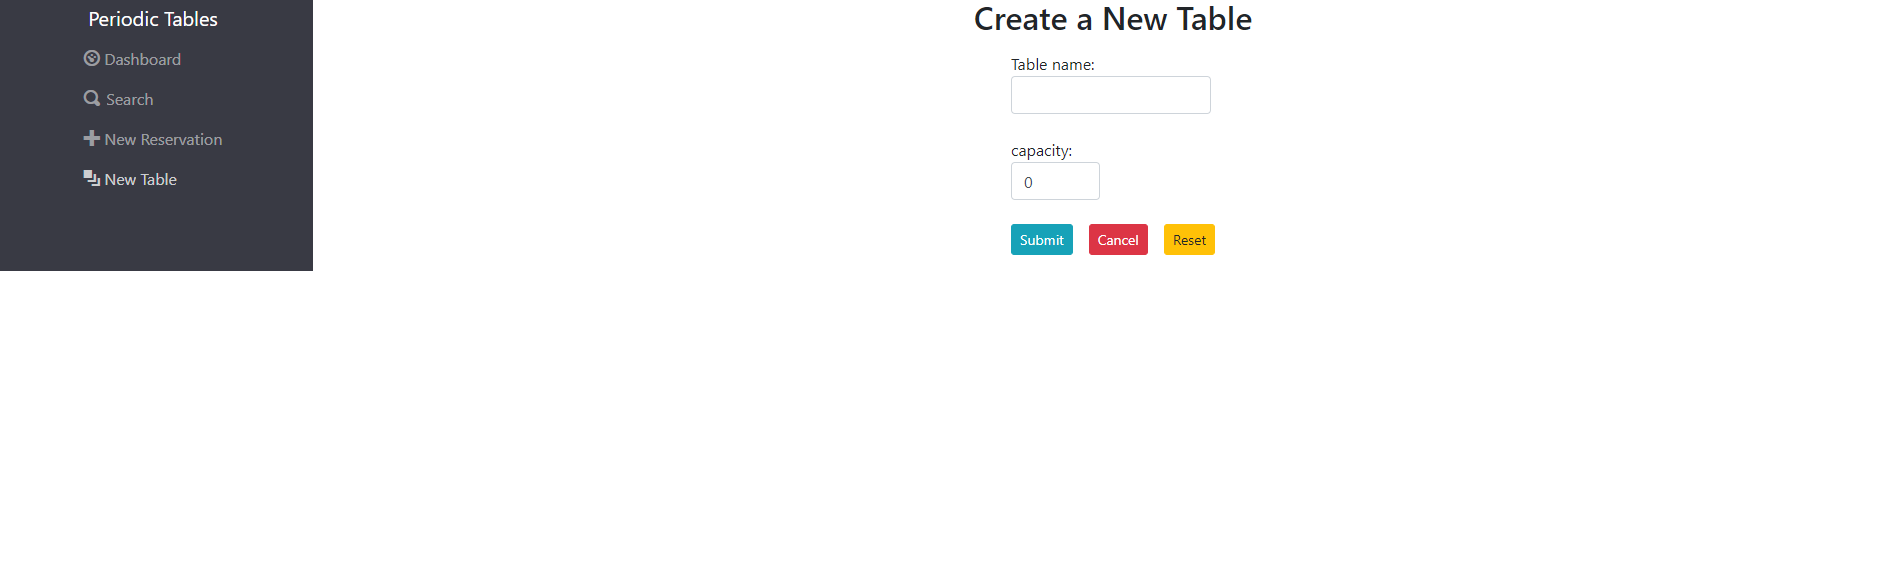 Periodic Tables
Dashboard
Search
New Reservation
New Table
Create a New Table
Table name:
capacity:
0
Submit Cancel Reset